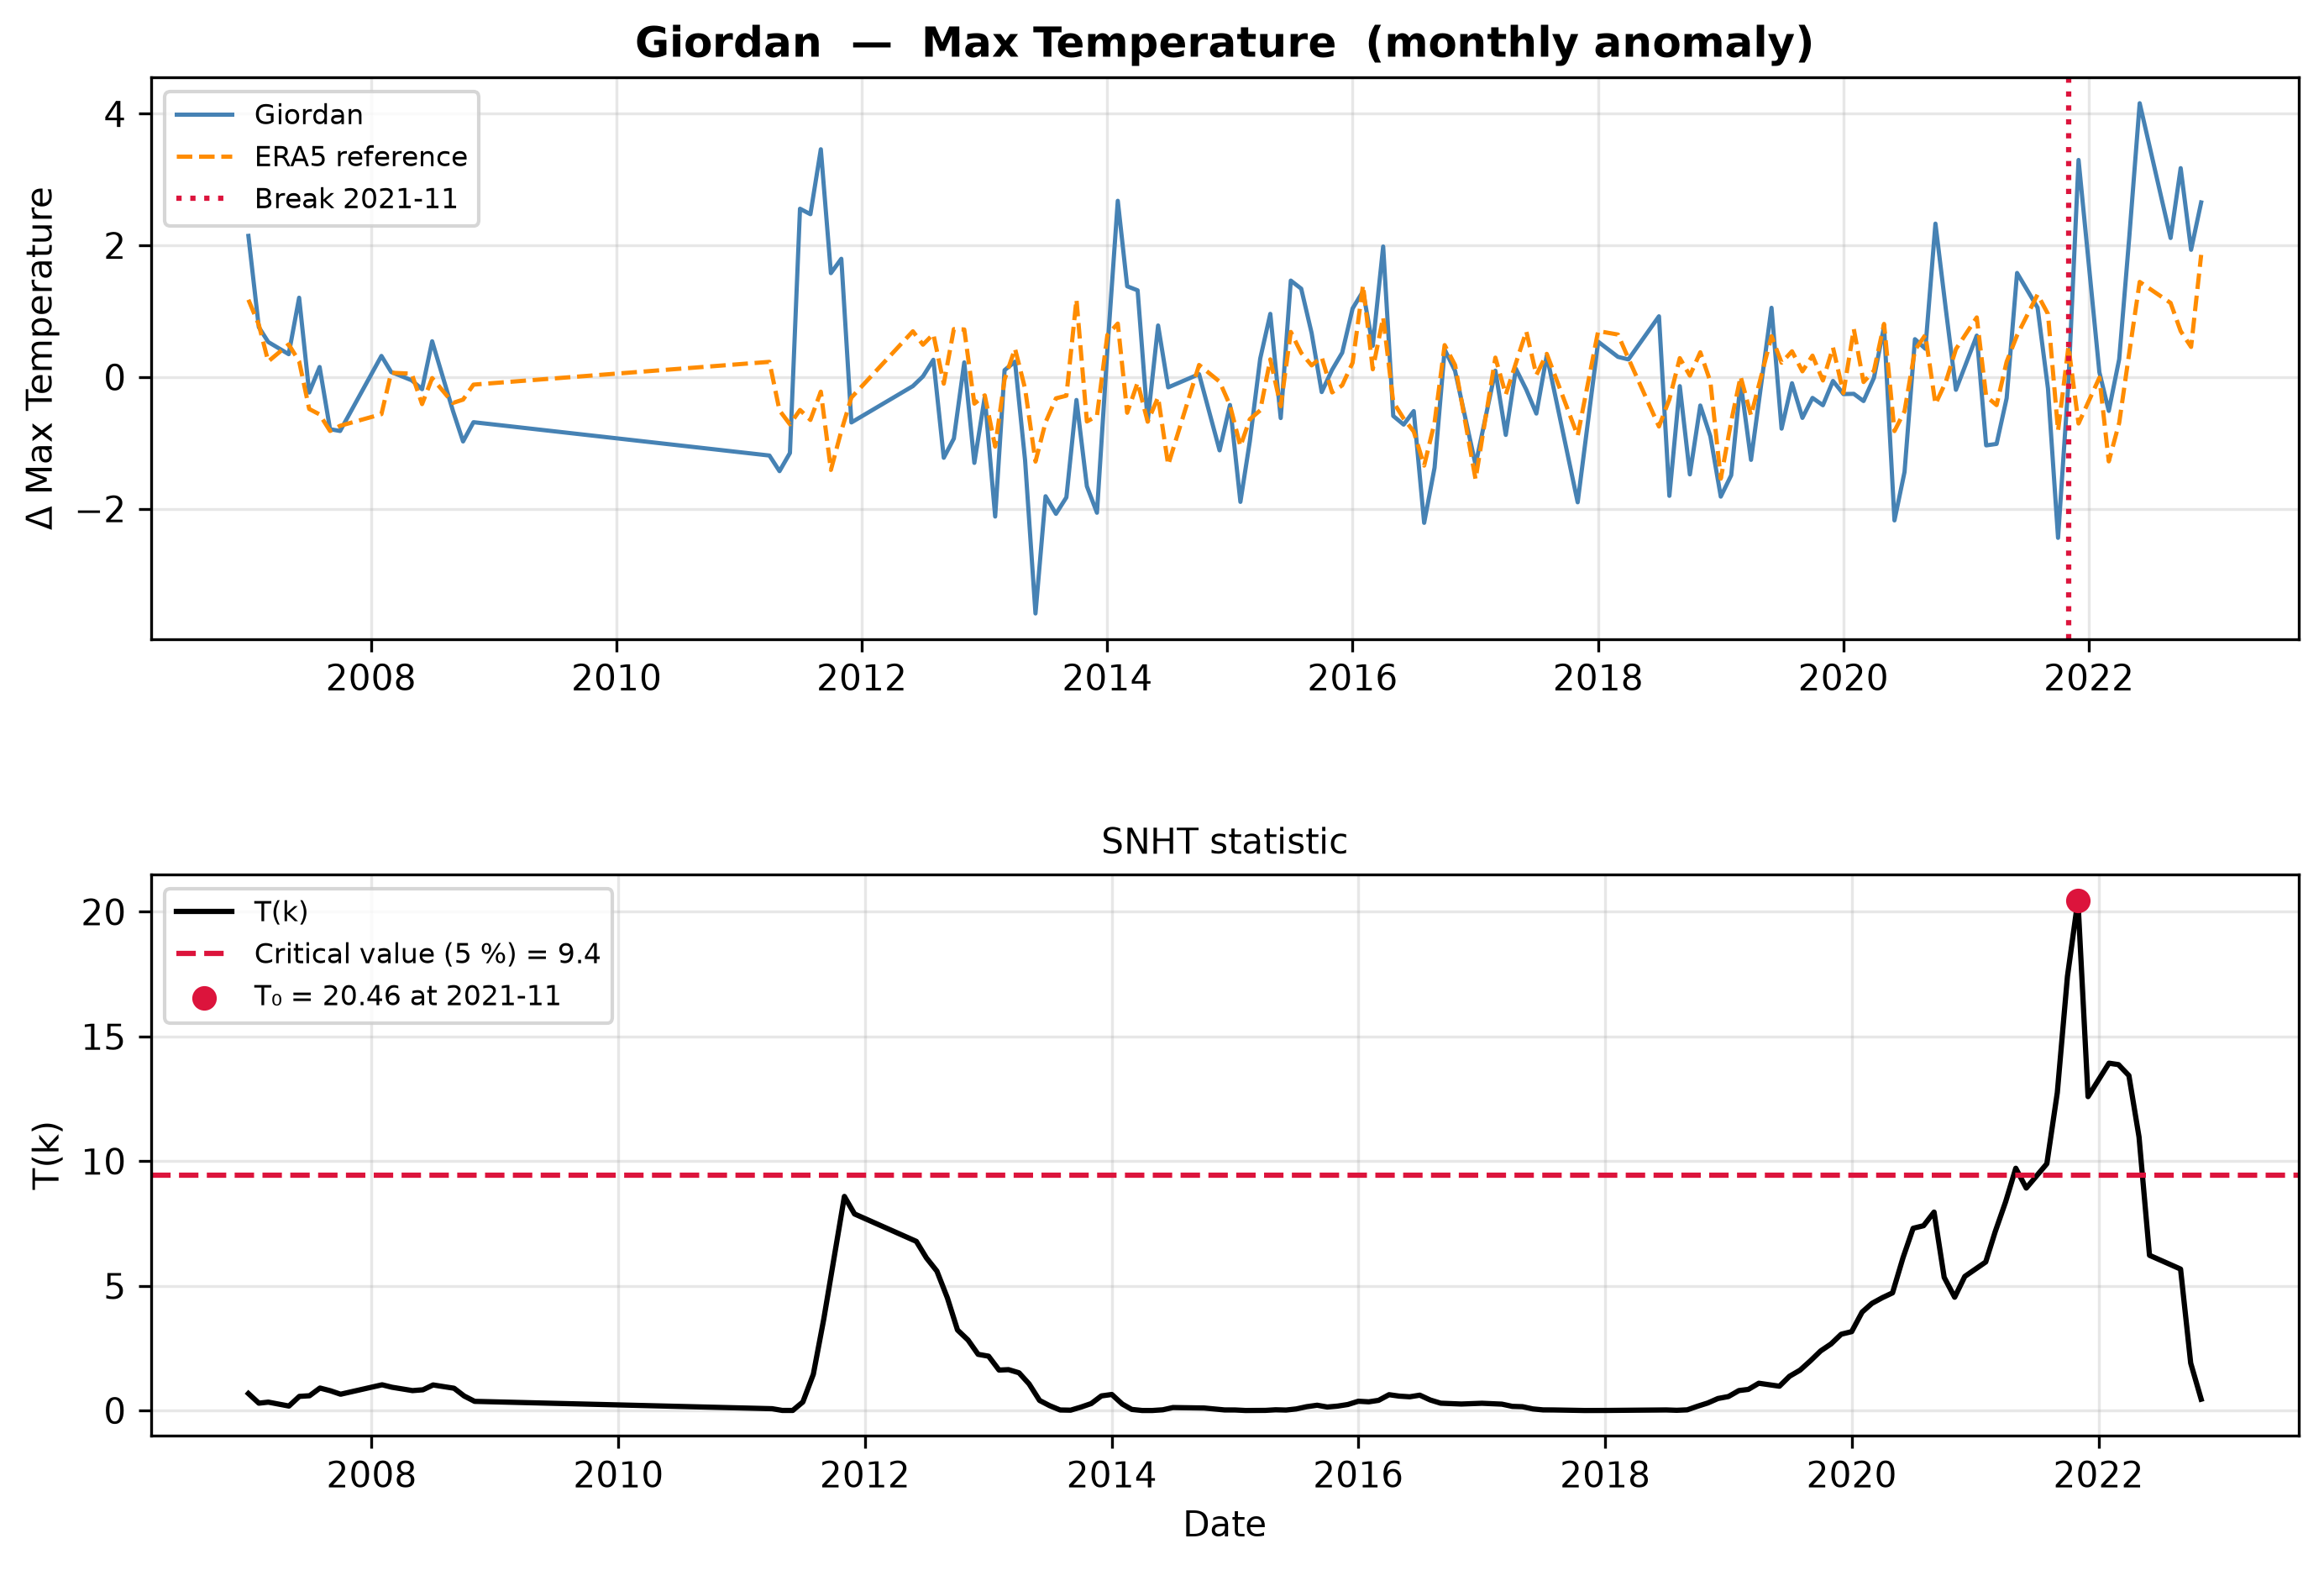 Giordan — Max Temperature (monthly anomaly)
Δ Max Temperature
4
2
0
−2
Giordan
ERA5 reference
Break 2021-11
2008 2010 2012 2014 2016 2018 2020 2022
SNHT statistic
T(k)
20
15
10
5
0
T(k)
Critical value (5 %) = 9.4
T₀ = 20.46 at 2021-11
2008 2010 2012 2014 2016 2018 2020 2022
Date